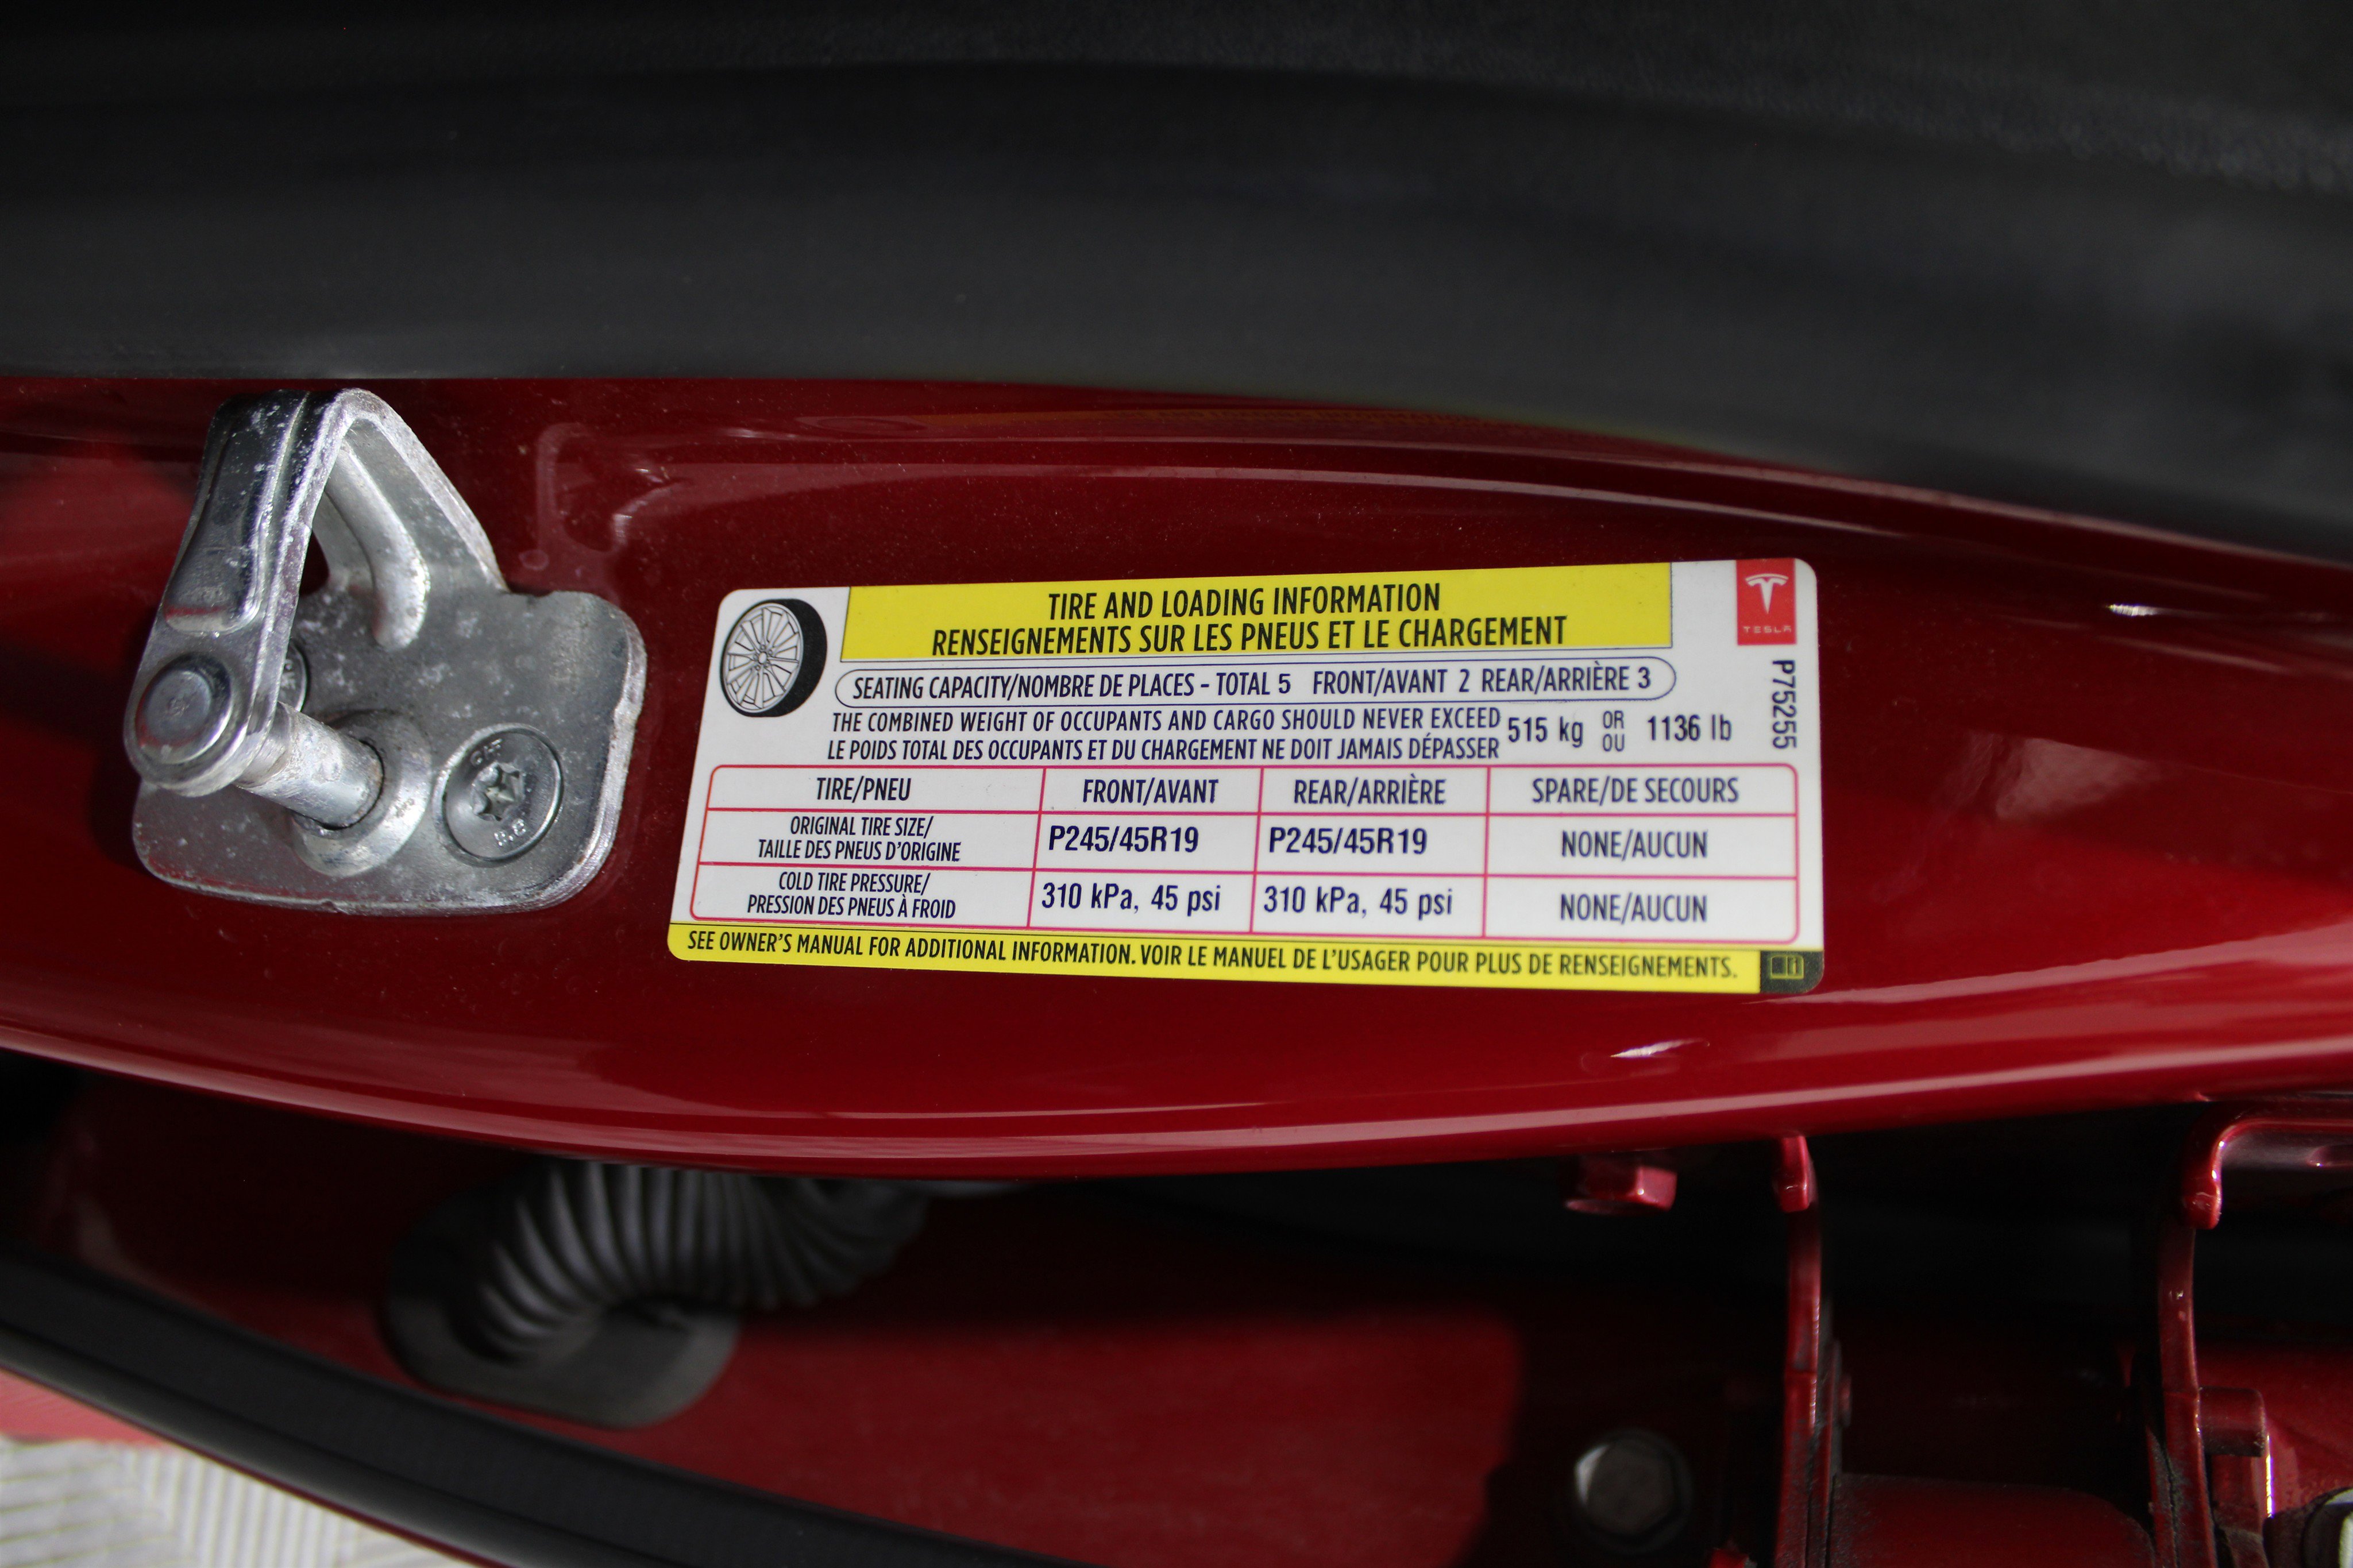 TIRE AND LOADING INFORMATION
RENSEIGNEMENTS SUR LES PNEUS ET LE CHARGEMENT
TESLA
P75255
SEATING CAPACITY/NOMBRE DE PLACES - TOTAL 5 FRONT/AVANT 2 REAR/ARRIÈRE 3
THE COMBINED WEIGHT OF OCCUPANTS AND CARGO SHOULD NEVER EXCEED
LE POIDS TOTAL DES OCCUPANTS ET DU CHARGEMENT NE DOIT JAMAIS DÉPASSER
515 kg OR OU 1136 lb
TIRE/PNEU FRONT/AVANT REAR/ARRIÈRE SPARE/DE SECOURS
ORIGINAL TIRE SIZE/
TAILLE DES PNEUS D'ORIGINE
P245/45R19 P245/45R19 NONE/AUCUN
COLD TIRE PRESSURE/
PRESSION DES PNEUS À FROID
310 kPa, 45 psi 310 kPa, 45 psi NONE/AUCUN
SEE OWNER'S MANUAL FOR ADDITIONAL INFORMATION. VOIR LE MANUEL DE L'USAGER POUR PLUS DE RENSEIGNEMENTS.
8.8